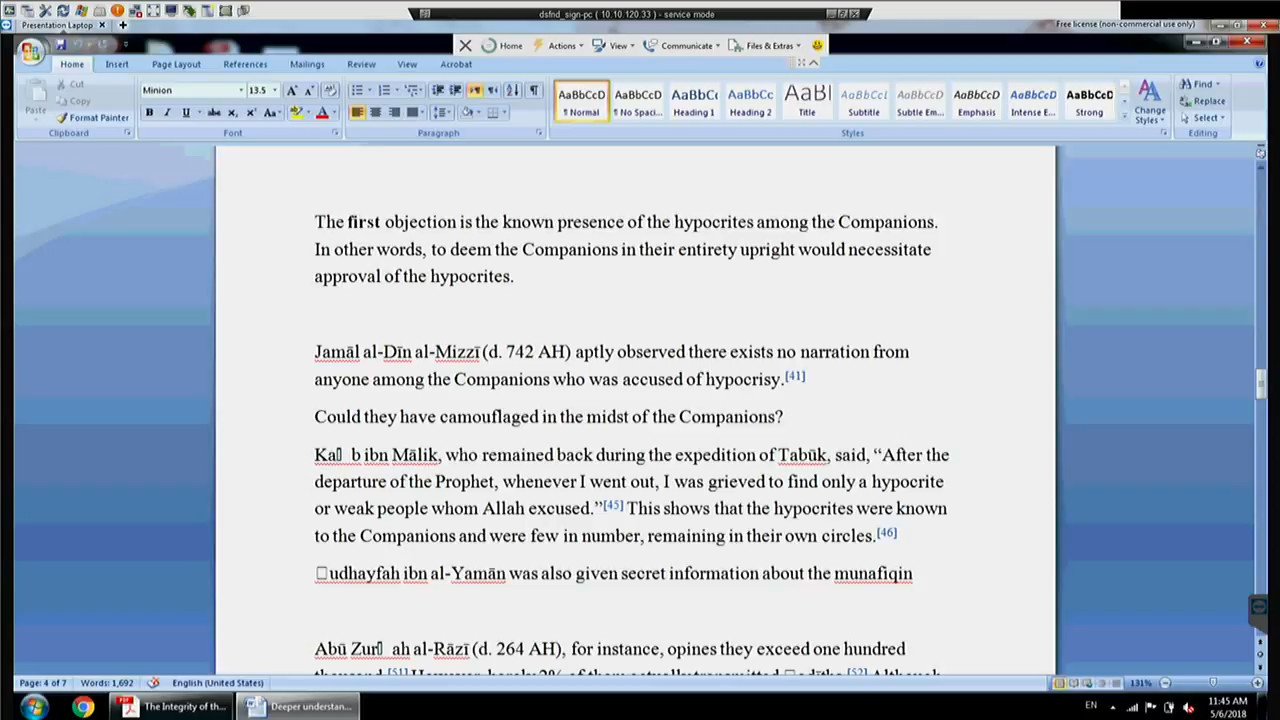 dsfnd_sign-pc ( 10.10.120.33 ) - service mode
Presentation Laptop
Free license (non-commercial use only)
Home Actions View Communicate Files & Extras
Home Insert Page Layout References Mailings Review View Acrobat
Paste Cut Copy Format Painter
Minion 13.5
AaBbCcD AaBbCcD AaBbCc AaBbCc AaBl AaBbCcl AaBbCcD AaBbCcD AaBbCcD AaBbCcD
¶ Normal ¶ No Spaci... Heading 1 Heading 2 Title Subtitle Subtle Em... Emphasis Intense E... Strong
Change Styles
Find Replace Select
Clipboard Font Paragraph Styles Editing
The first objection is the known presence of the hypocrites among the Companions.
In other words, to deem the Companions in their entirety upright would necessitate
approval of the hypocrites.
Jamāl al-Dīn al-Mizzī (d. 742 AH) aptly observed there exists no narration from
anyone among the Companions who was accused of hypocrisy.[41]
Could they have camouflaged in the midst of the Companions?
Ka b ibn Mālik, who remained back during the expedition of Tabūk, said, “After the
departure of the Prophet, whenever I went out, I was grieved to find only a hypocrite
or weak people whom Allah excused.”[45] This shows that the hypocrites were known
to the Companions and were few in number, remaining in their own circles.[46]
udhayfah ibn al-Yamān was also given secret information about the munafiqin
Abū Zur ah al-Rāzī (d. 264 AH), for instance, opines they exceed one hundred
Page: 4 of 7 Words: 1,692 English (United States) 131%
The Integrity of th... Deeper understan... EN 11:45 AM
5/6/2018